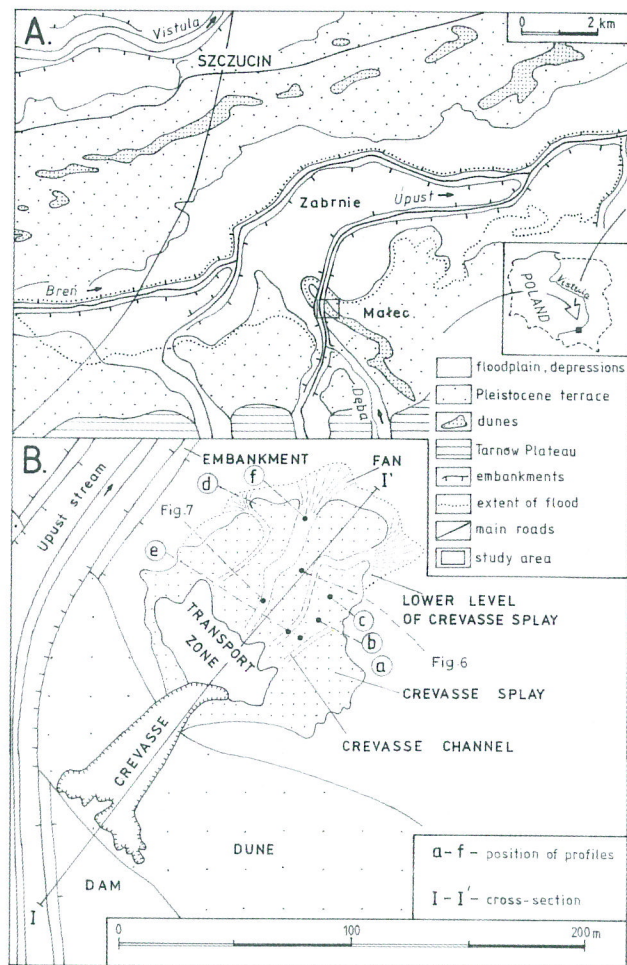 A.
Vistula
SZCZUCIN
0 2 km
Zabrnie
Upust
Breń
Małec
Dęba
POLAND
Vistula
floodplain, depressions
Pleistocene terrace
dunes
Tarnow Plateau
embankments
extent of flood
main roads
study area
B.
Upust stream
EMBANKMENT
FAN
I'
d
f
Fig.7
e
TRANSPORT
ZONE
LOWER LEVEL
OF CREVASSE SPLAY
c
b
Fig.6
a
CREVASSE SPLAY
CREVASSE
CREVASSE CHANNEL
DUNE
DAM
I
a-f - position of profiles
I-I' - cross-section
0 100 200 m